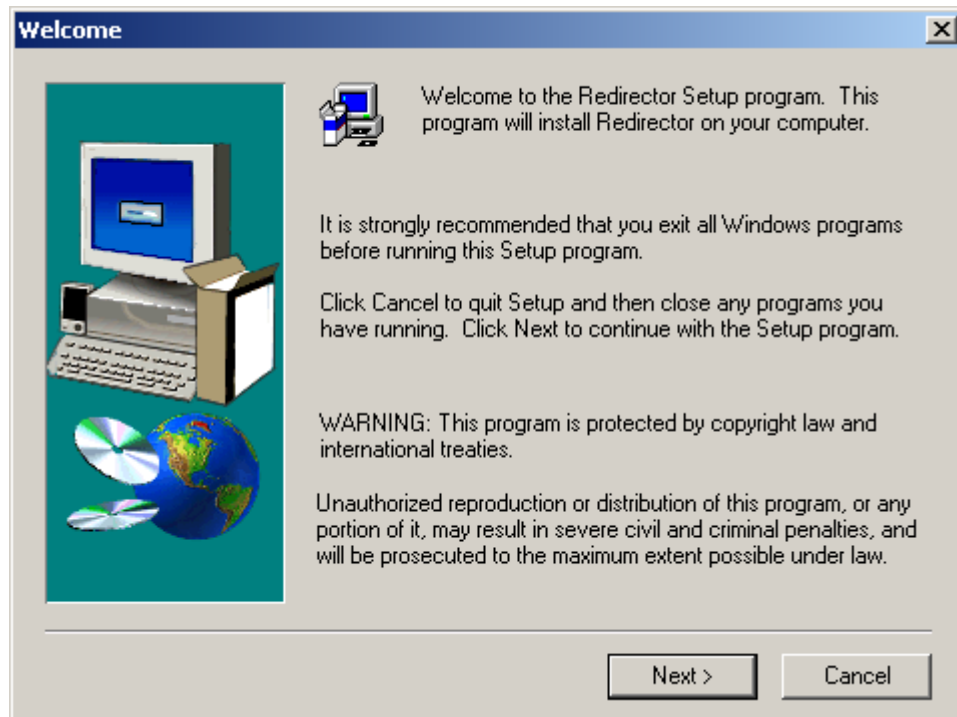 Welcome
Welcome to the Redirector Setup program. This
program will install Redirector on your computer.
It is strongly recommended that you exit all Windows programs
before running this Setup program.
Click Cancel to quit Setup and then close any programs you
have running. Click Next to continue with the Setup program.
WARNING: This program is protected by copyright law and
international treaties.
Unauthorized reproduction or distribution of this program, or any
portion of it, may result in severe civil and criminal penalties, and
will be prosecuted to the maximum extent possible under law.
Next >
Cancel